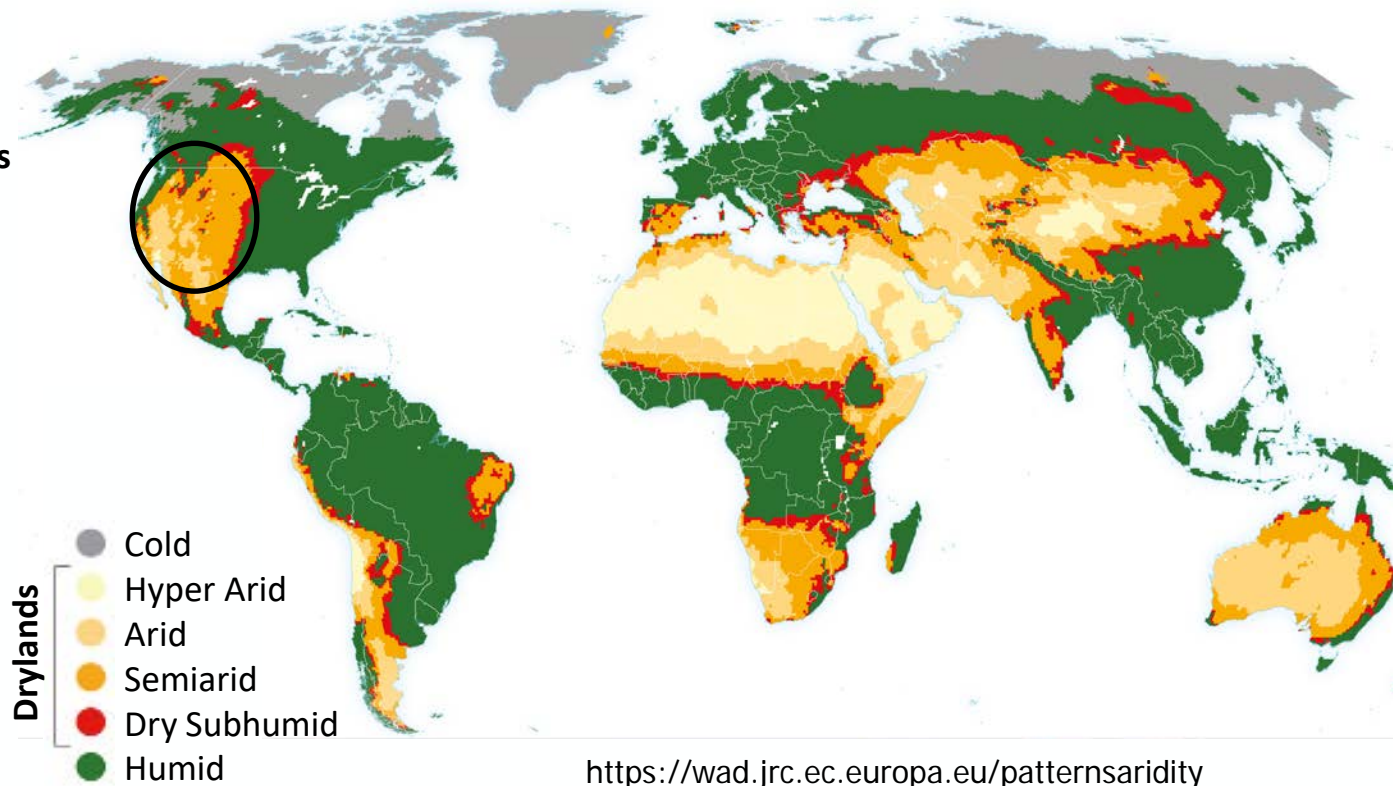 s
Drylands
Cold
Hyper Arid
Arid
Semiarid
Dry Subhumid
Humid
https://wad.jrc.ec.europa.eu/patternsaridity